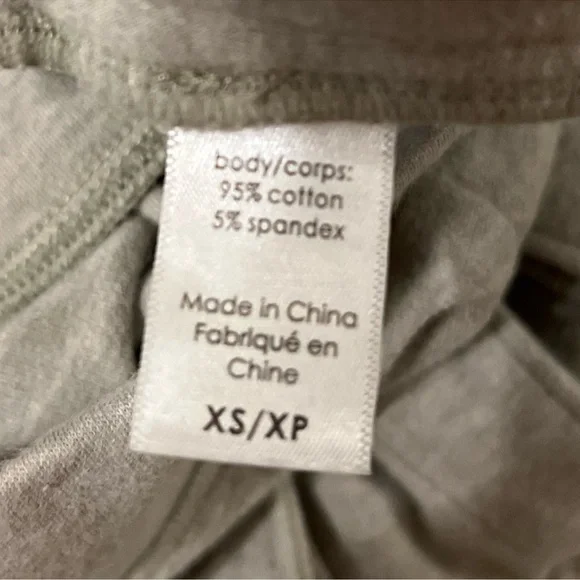 body/corps:
95% cotton
5% spandex
Made in China
Fabriqué en
Chine
XS/XP